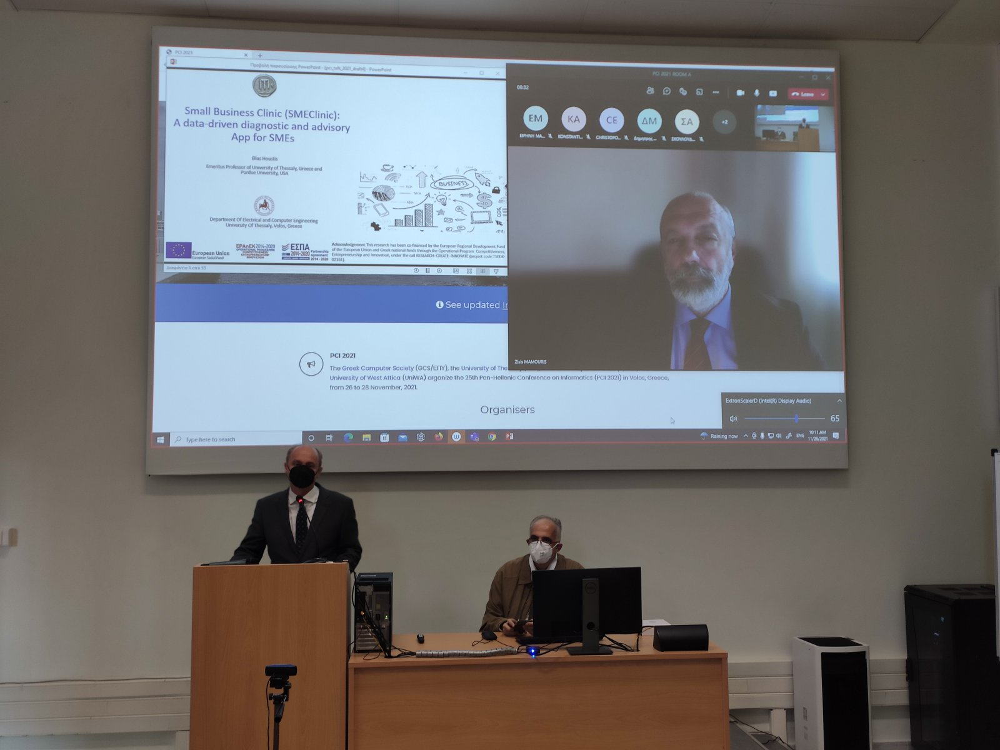 PCI 2021
Προβολή παρουσίασης PowerPoint - [pci_talk_2021_draft4] - PowerPoint
Small Business Clinic (SMEClinic):
A data-driven diagnostic and advisory
App for SMEs
Elias Houstis
Emeritus Professor of University of Thessaly, Greece and
Purdue University, USA
BUSINESS
Department Of Electrical and Computer Engineering
University Of Thessaly, Volos, Greece
European Union
European Social Fund
ΕΡΑnΕΚ 2014-2020
OPERATIONAL PROGRAMME
COMPETITIVENESS
ENTREPRENEURSHIP
INNOVATION
ΕΣΠΑ
2014-2020
Partnership
Agreement
2014 - 2020
Acknowledgement:This research has been co-financed by the European Regional Development Fund
of the European Union and Greek national funds through the Operational Program Competitiveness,
Entrepreneurship and Innovation, under the call RESEARCH–CREATE–INNOVATE (project code:T1EDK-
02161).
Διαφάνεια 1 από 53
PCI 2021 ROOM A
08:32
Leave
EM
KA
CE
ΔΜ
ΣΑ
+2
ΕΙΡΗΝΗ ΜΑ...
KONSTANTI...
CHRISTOPO...
Δημητρης...
ΣΚΟΥΛΟΥΔ...
Zisis MAMOURIS
See updated
PCI 2021
The Greek Computer Society (GCS/ΕΠΥ), the University of The
University of West Attica (UniWA) organize the 25th Pan-Hellenic Conference on Informatics (PCI 2021) in Volos, Greece,
from 26 to 28 November, 2021.
Organisers
ExtronScalerD (Intel(R) Display Audio)
65
Type here to search
Raining now
ENG
10:11 AM
11/26/2021
DELL